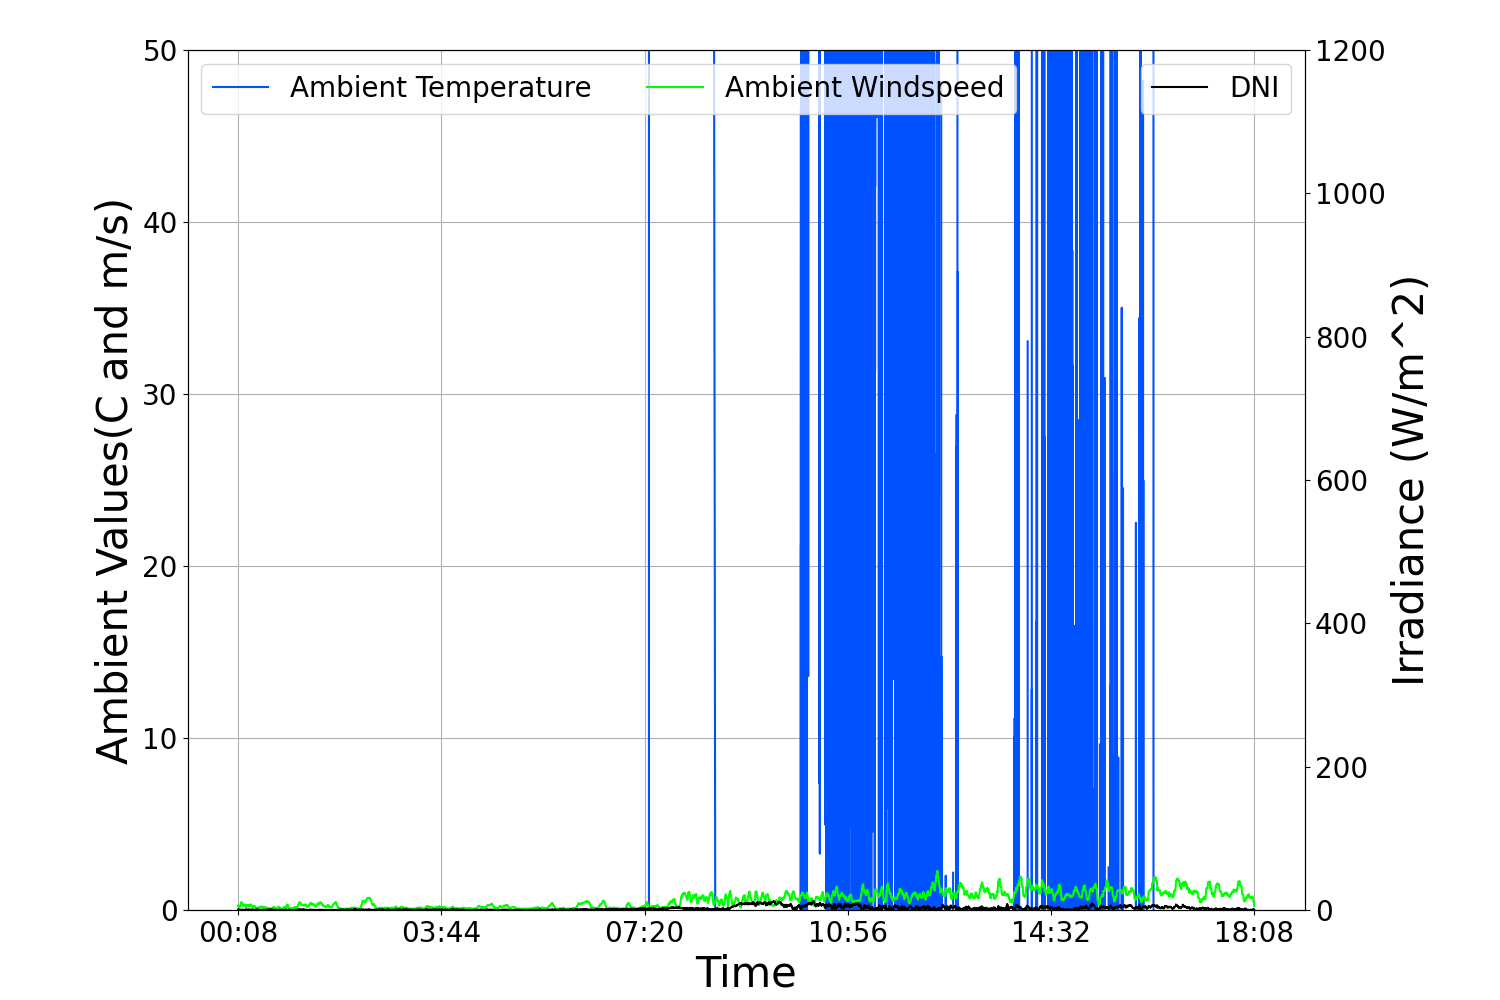 Ambient Temperature
Ambient Windspeed
DNI
50
40
30
20
10
0
Ambient Values(C and m/s)
1200
1000
800
600
400
200
0
Irradiance (W/m^2)
00:08 03:44 07:20 10:56 14:32 18:08
Time